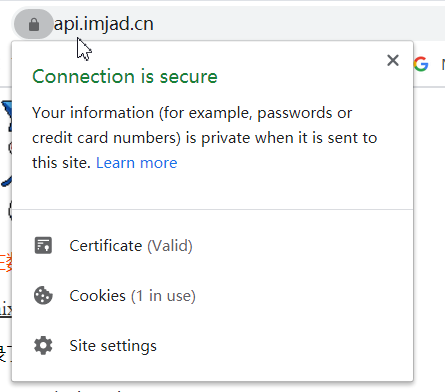 api.imjad.cn
Connection is secure
Your information (for example, passwords or
credit card numbers) is private when it is sent to
this site. Learn more
Certificate (Valid)
Cookies (1 in use)
Site settings